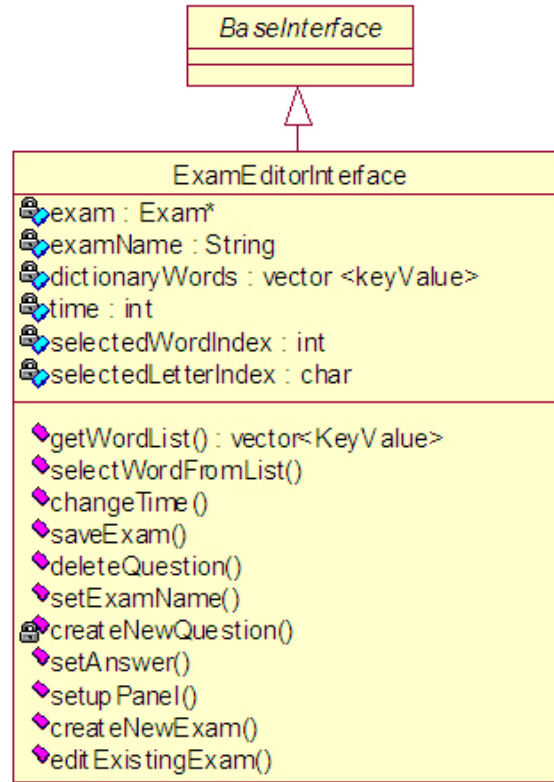 BaseInterface
ExamEditorInterface
exam : Exam*
examName : String
dictionaryWords : vector <keyValue>
time : int
selectedWordIndex : int
selectedLetterIndex : char
getWordList() : vector<KeyValue>
selectWordFromList()
changeTime()
saveExam()
deleteQuestion()
setExamName()
createNewQuestion()
setAnswer()
setupPanel()
createNewExam()
editExistingExam()